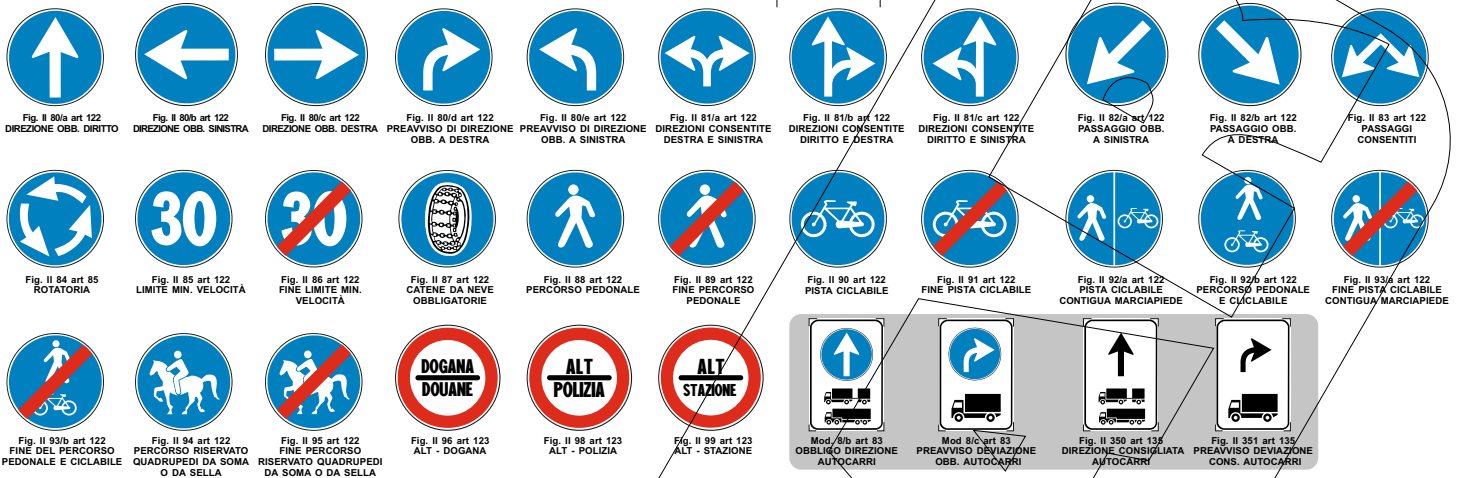 Fig. II 80/a art 122
DIREZIONE OBB. DIRITTO
Fig. II 80/b art 122
DIREZIONE OBB. SINISTRA
Fig. II 80/c art 122
DIREZIONE OBB. DESTRA
Fig. II 80/d art 122
PREAVVISO DI DIREZIONE
OBB. A DESTRA
Fig. II 80/e art 122
PREAVVISO DI DIREZIONE
OBB. A SINISTRA
Fig. II 81/a art 122
DIREZIONI CONSENTITE
DESTRA E SINISTRA
Fig. II 81/b art 122
DIREZIONI CONSENTITE
DIRITTO E DESTRA
Fig. II 81/c art 122
DIREZIONI CONSENTITE
DIRITTO E SINISTRA
Fig. II 82/a art 122
PASSAGGIO OBB.
A SINISTRA
Fig. II 82/b art 122
PASSAGGIO OBB.
A DESTRA
Fig. II 83 art 122
PASSAGGI
CONSENTITI
Fig. II 84 art 85
ROTATORIA
30
Fig. II 85 art 122
LIMITE MIN. VELOCITÀ
30
Fig. II 86 art 122
FINE LIMITE MIN.
VELOCITÀ
Fig. II 87 art 122
CATENE DA NEVE
OBBLIGATORIE
Fig. II 88 art 122
PERCORSO PEDONALE
Fig. II 89 art 122
FINE PERCORSO
PEDONALE
Fig. II 90 art 122
PISTA CICLABILE
Fig. II 91 art 122
FINE PISTA CICLABILE
Fig. II 92/a art 122
PISTA CICLABILE
CONTIGUA MARCIAPIEDE
Fig. II 92/b art 122
PERCORSO PEDONALE
E CLICLABILE
Fig. II 93/a art 122
FINE PISTA CICLABILE
CONTIGUA MARCIAPIEDE
Fig. II 93/b art 122
FINE DEL PERCORSO
PEDONALE E CICLABILE
Fig. II 94 art 122
PERCORSO RISERVATO
QUADRUPEDI DA SOMA
O DA SELLA
Fig. II 95 art 122
FINE PERCORSO
RISERVATO QUADRUPEDI
DA SOMA O DA SELLA
DOGANA
DOUANE
Fig. II 96 art 123
ALT - DOGANA
ALT
POLIZIA
Fig. II 98 art 123
ALT - POLIZIA
ALT
STAZIONE
Fig. II 99 art 123
ALT - STAZIONE
Mod. 8/b art 83
OBBLIGO DIREZIONE
AUTOCARRI
Mod 8/c art 83
PREAVVISO DEVIAZIONE
OBB. AUTOCARRI
Fig. II 350 art 135
DIREZIONE CONSIGLIATA
AUTOCARRI
Fig. II 351 art 135
PREAVVISO DEVIAZIONE
CONS. AUTOCARRI